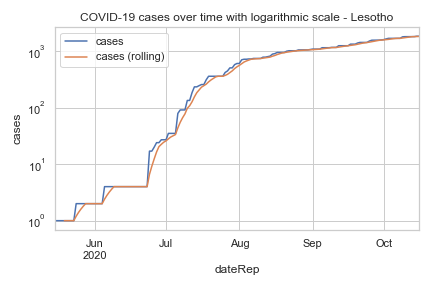 COVID-19 cases over time with logarithmic scale - Lesotho
cases
cases (rolling)
10³
10²
10¹
10⁰
cases
Jun
2020
Jul
Aug
Sep
Oct
dateRep